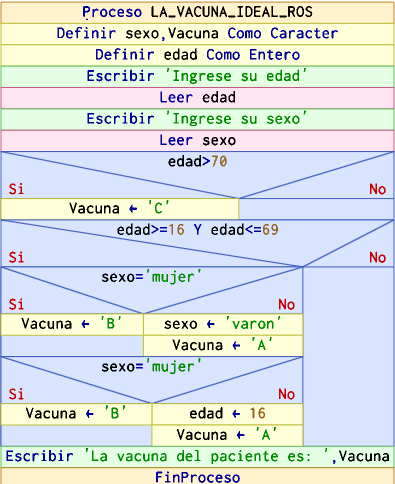 Proceso LA_VACUNA_IDEAL_ROS
Definir sexo,Vacuna Como Caracter
Definir edad Como Entero
Escribir 'Ingrese su edad'
Leer edad
Escribir 'Ingrese su sexo'
Leer sexo
edad>70
Si No
Vacuna ← 'C'
edad>=16 Y edad<=69
Si No
sexo='mujer'
Si No
Vacuna ← 'B' sexo ← 'varon'
Vacuna ← 'A'
sexo='mujer'
Si No
Vacuna ← 'B' edad ← 16
Vacuna ← 'A'
Escribir 'La vacuna del paciente es: ',Vacuna
FinProceso